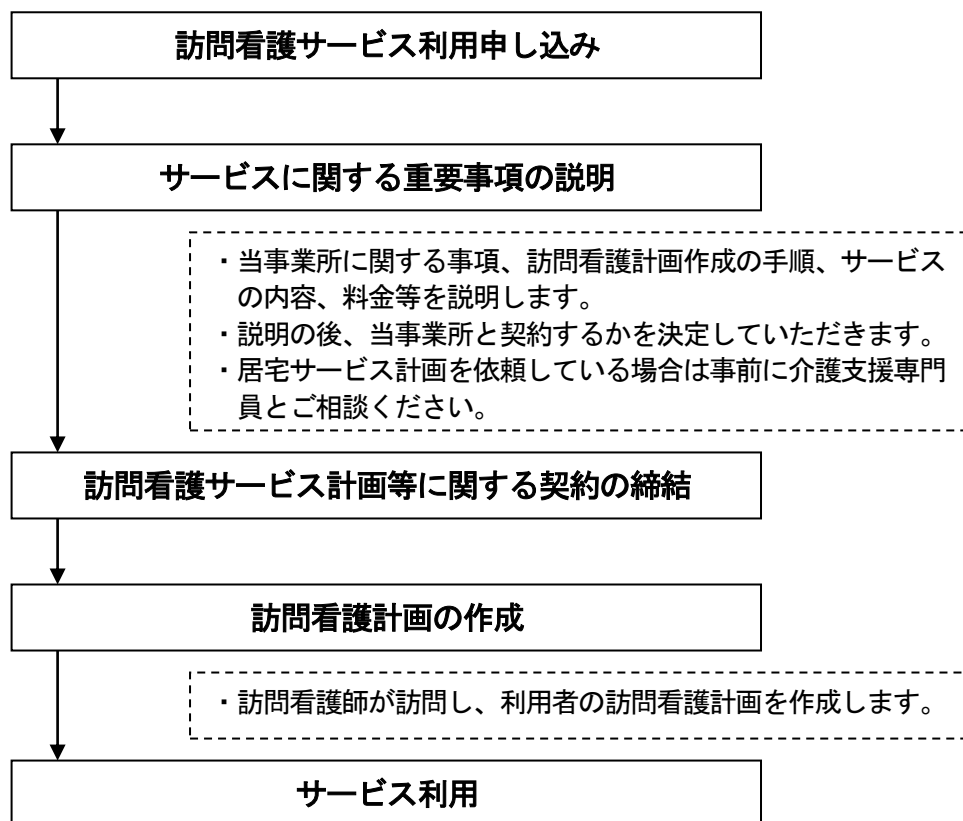 訪問看護サービス利用申し込み
サービスに関する重要事項の説明
・当事業所に関する事項、訪問看護計画作成の手順、サービス
の内容、料金等を説明します。
・説明の後、当事業所と契約するかを決定していただきます。
・居宅サービス計画を依頼している場合は事前に介護支援専門
員とご相談ください。
訪問看護サービス計画等に関する契約の締結
訪問看護計画の作成
・訪問看護師が訪問し、利用者の訪問看護計画を作成します。
サービス利用